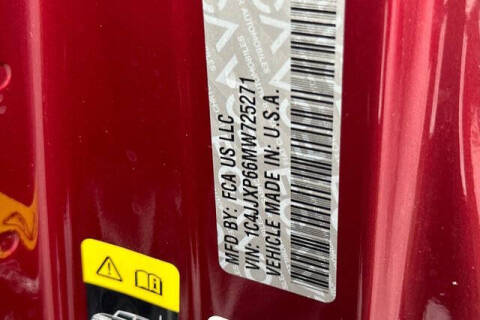 MFD BY: FCA US LLC
VIN: 1C4JJXP66MW725271
VEHICLE MADE IN: U.S.A.